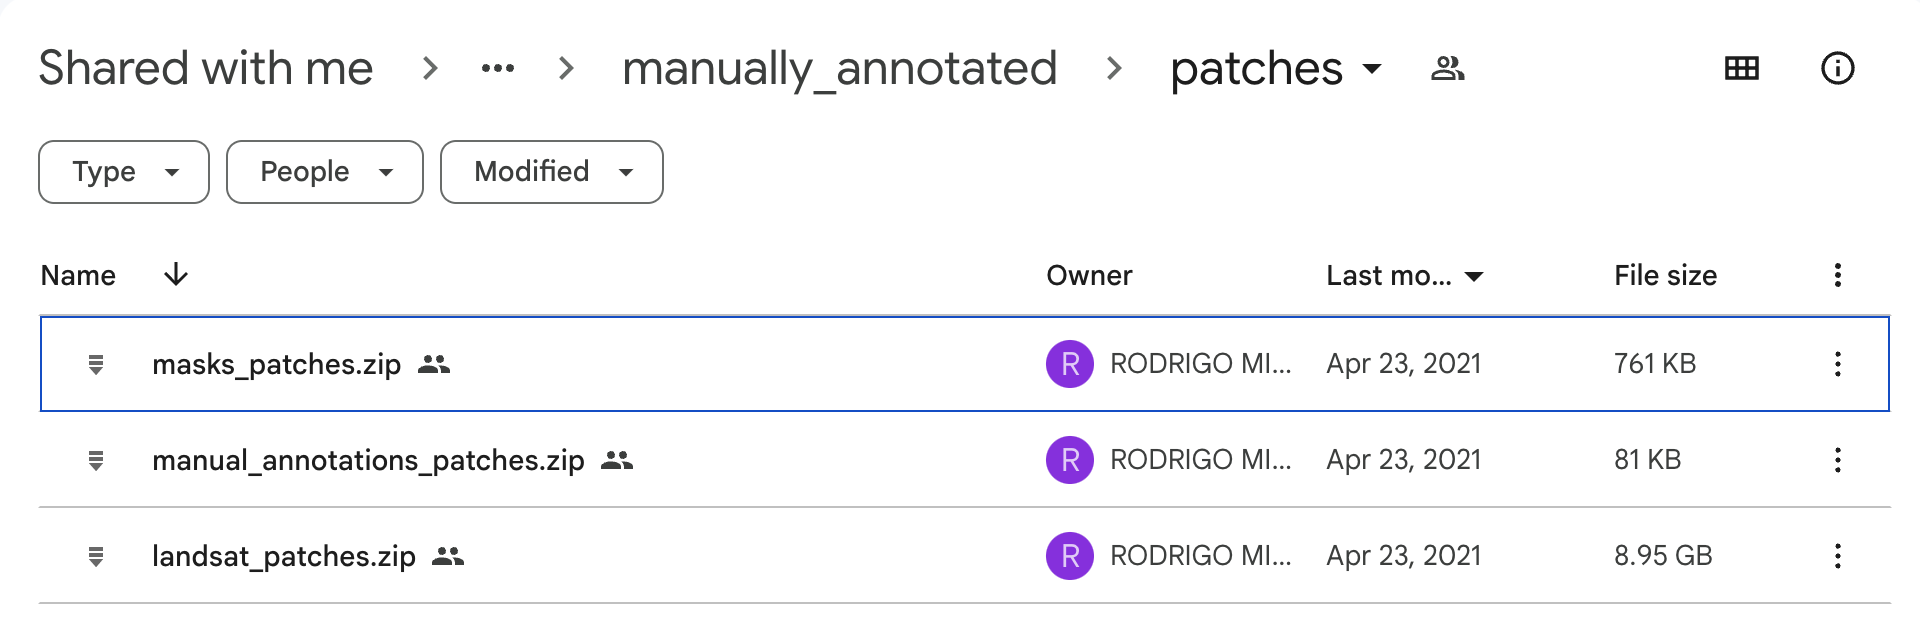 Shared with me > ••• > manually_annotated > patches
Type People Modified
Name Owner Last mo... File size
masks_patches.zip R RODRIGO MI... Apr 23, 2021 761 KB
manual_annotations_patches.zip R RODRIGO MI... Apr 23, 2021 81 KB
landsat_patches.zip R RODRIGO MI... Apr 23, 2021 8.95 GB